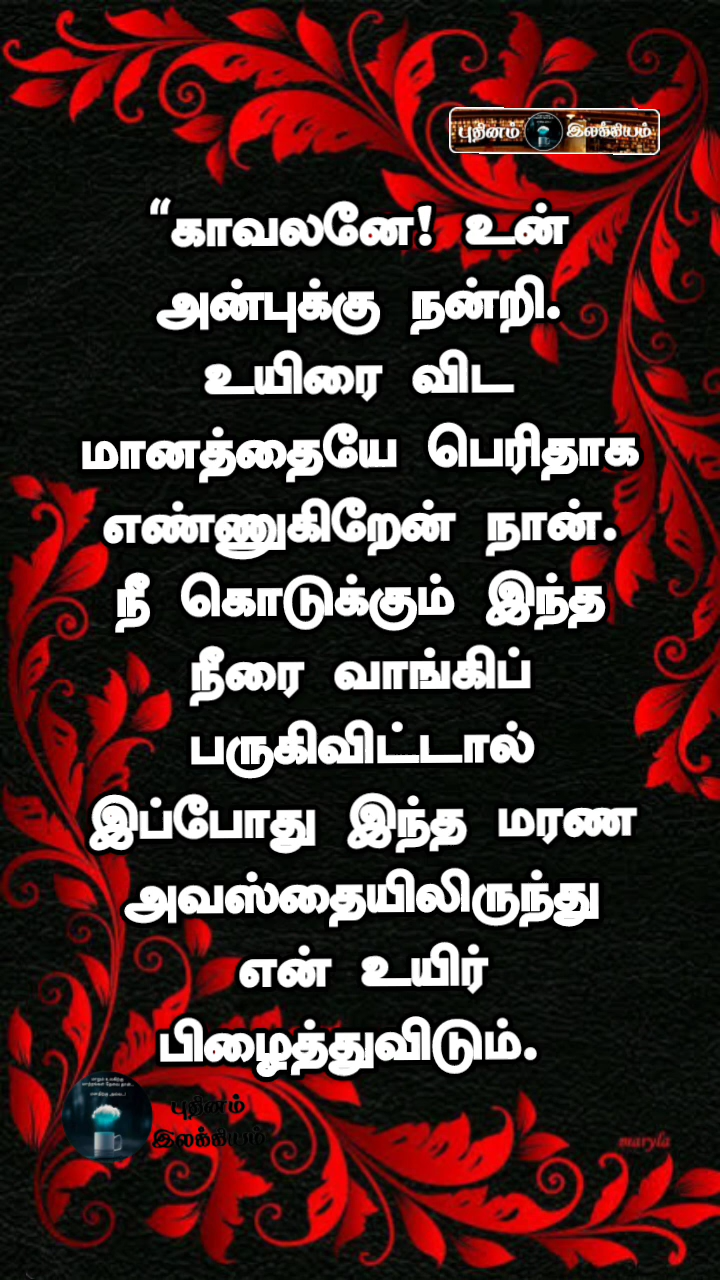 புதினம் இலக்கியம்
“காவலனே! உன்
அன்புக்கு நன்றி.
உயிரை விட
மானத்தையே பெரிதாக
எண்ணுகிறேன் நான்.
நீ கொடுக்கும் இந்த
நீரை வாங்கிப்
பருகிவிட்டால்
இப்போது இந்த மரண
அவஸ்தையிலிருந்து
என் உயிர்
பிழைத்துவிடும்.
புதினம்
இலக்கியம்
maryla